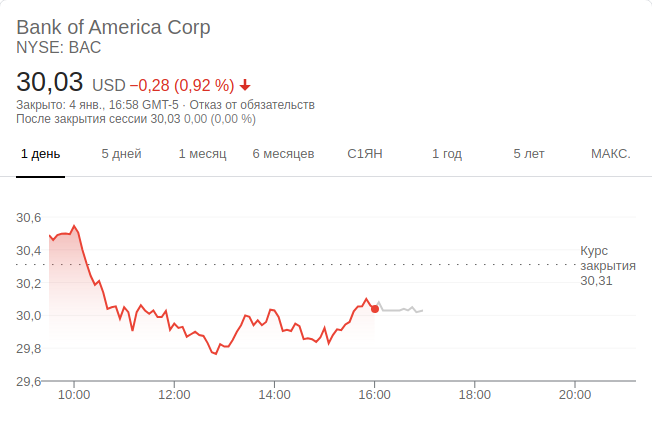 Bank of America Corp
NYSE: BAC
30,03 USD −0,28 (0,92 %)
Закрыто: 4 янв., 16:58 GMT-5 · Отказ от обязательств
После закрытия сессии 30,03 0,00 (0,00 %)
1 день 5 дней 1 месяц 6 месяцев С1ЯН 1 год 5 лет МАКС.
30,6
30,4
30,2
30,0
29,8
29,6
Курс
закрытия
30,31
10:00 12:00 14:00 16:00 18:00 20:00